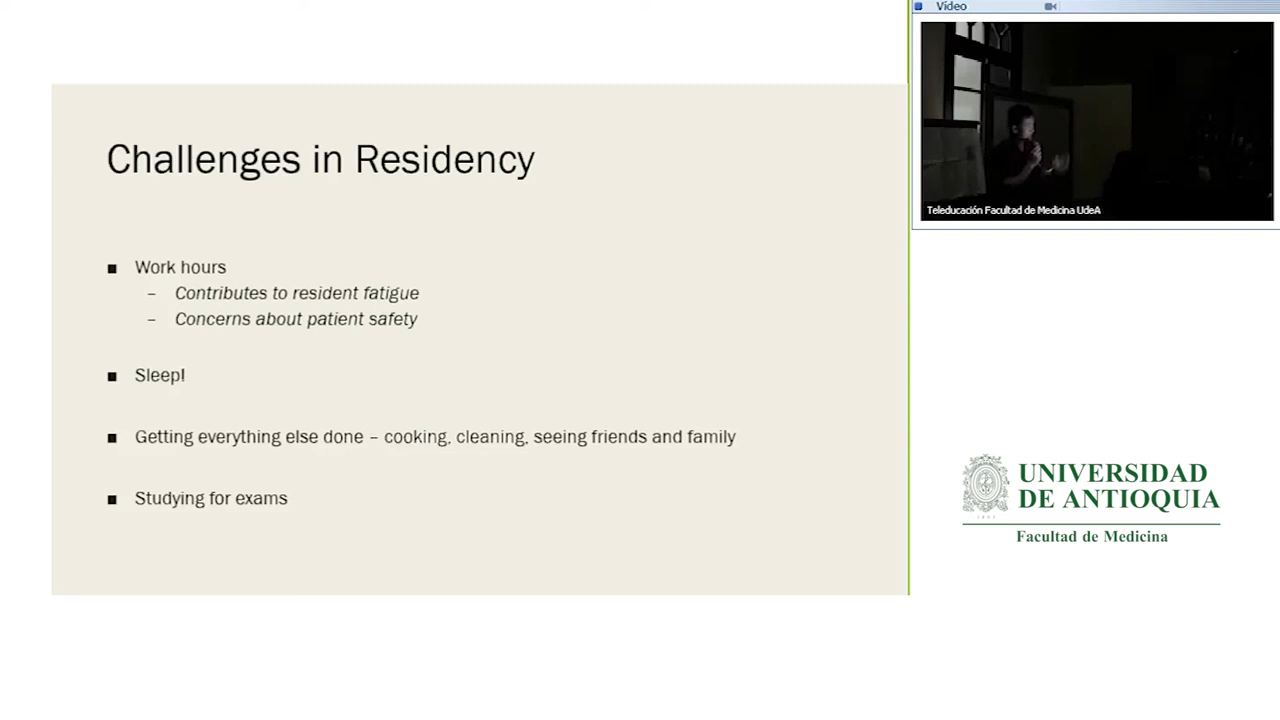 Vídeo
Challenges in Residency
Work hours
– Contributes to resident fatigue
– Concerns about patient safety
Sleep!
Getting everything else done – cooking, cleaning, seeing friends and family
Studying for exams
Teleducación Facultad de Medicina UdeA
UNIVERSIDAD
DE ANTIOQUIA
Facultad de Medicina